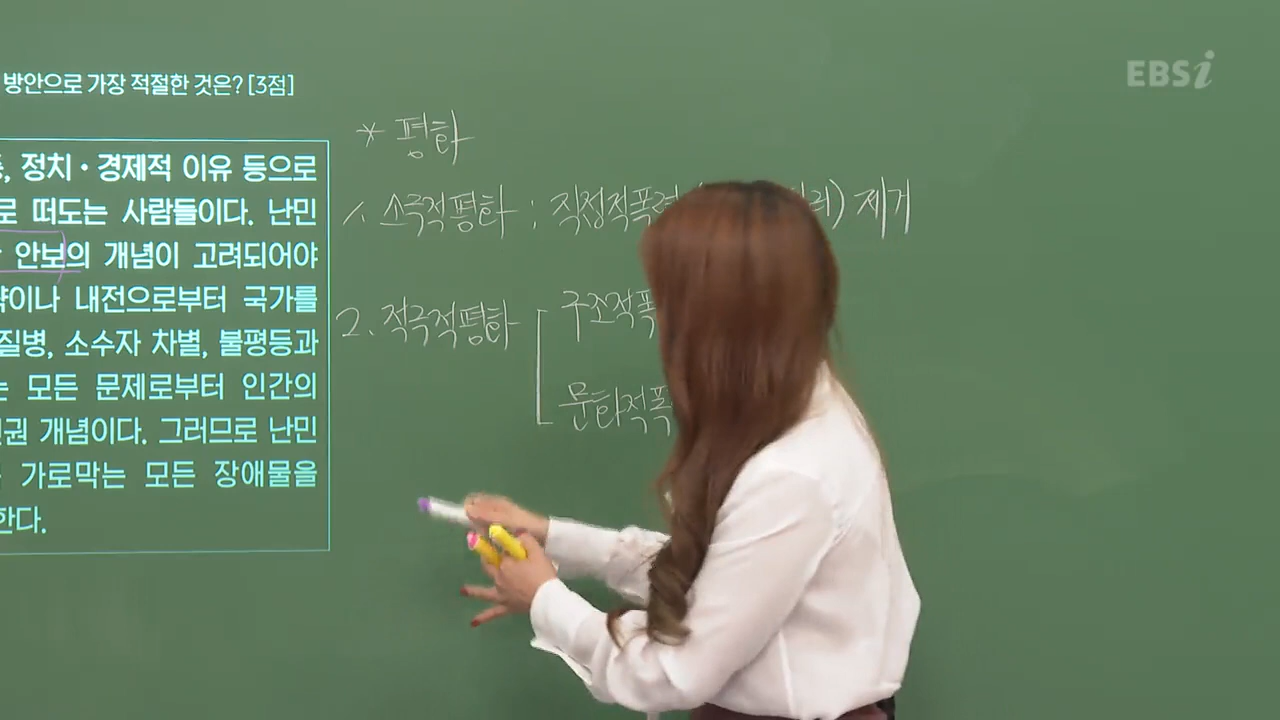 방안으로 가장 적절한 것은? [3점]
EBSi
, 정치·경제적 이유 등으로
로 떠도는 사람들이다. 난민
안보의 개념이 고려되어야
이나 내전으로부터 국가를
질병, 소수자 차별, 불평등과
모든 문제로부터 인간의
개념이다. 그러므로 난민
가로막는 모든 장애물을
한다.
* 평화
1. 소극적평화 : 직접적폭력 ) 제거
2. 적극적평화 [ 구조적폭
문화적폭